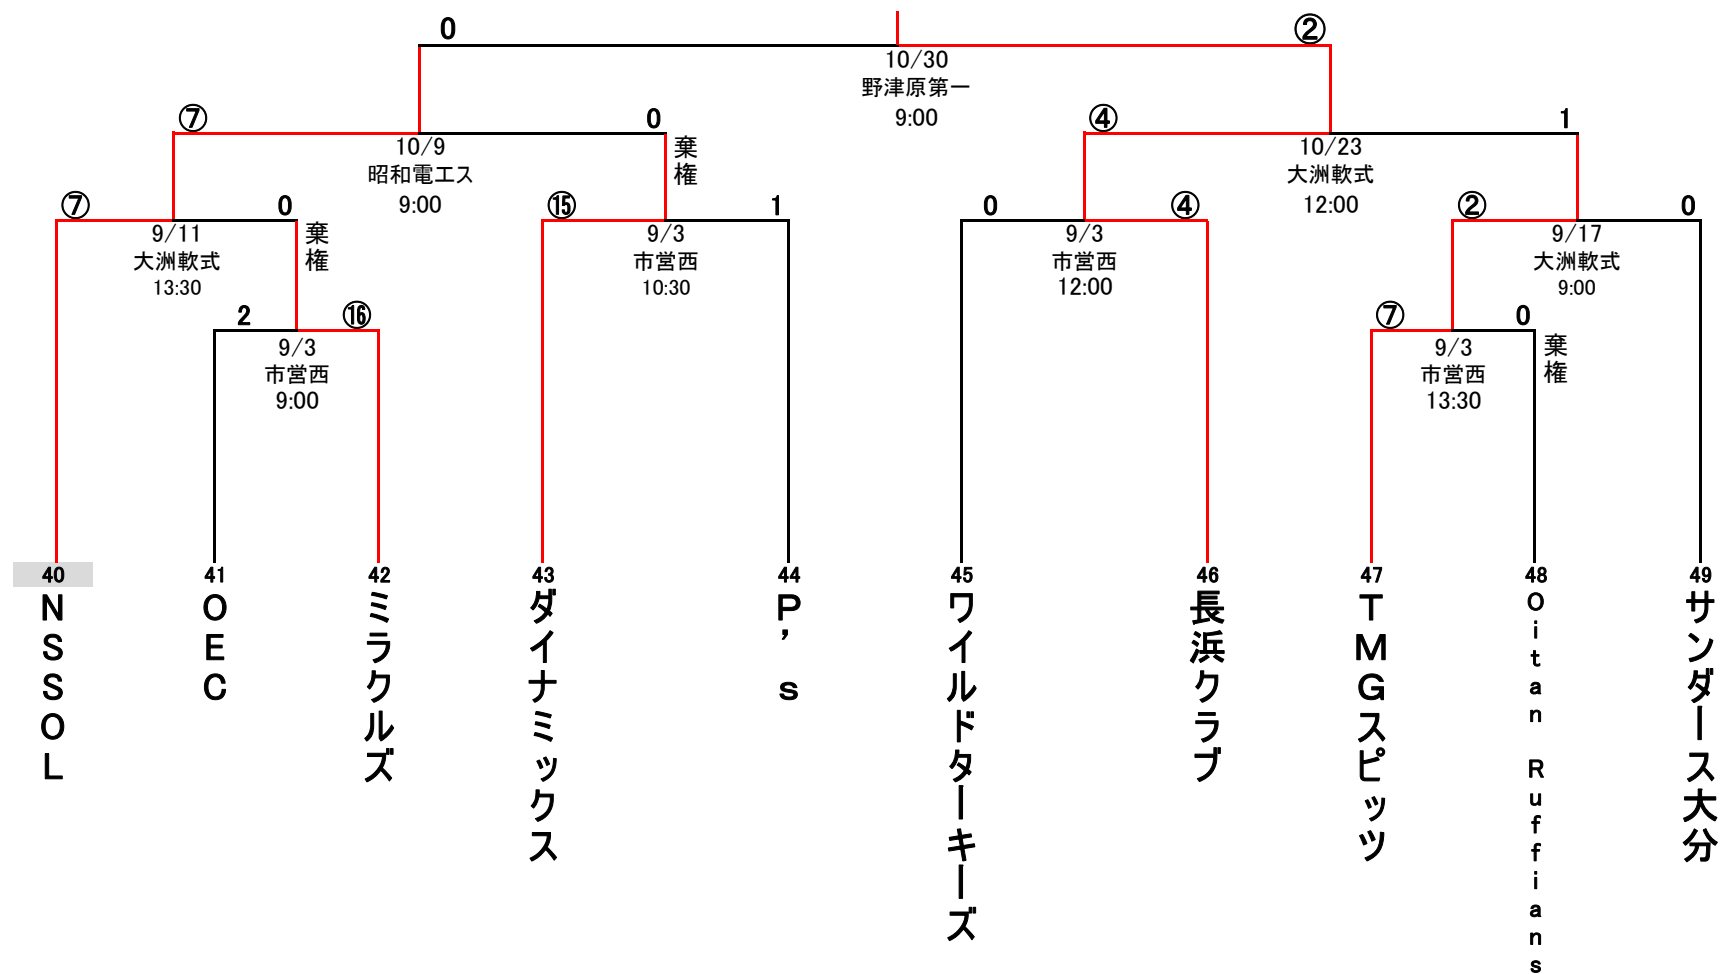 0
②
10/30
野津原第一
9:00
⑦
0
棄権
10/9
昭和電エス
9:00
④
1
10/23
大洲軟式
12:00
⑦
0
棄権
9/11
大洲軟式
13:30
⑮
1
9/3
市営西
10:30
0
④
9/3
市営西
12:00
②
0
9/17
大洲軟式
9:00
2
⑯
9/3
市営西
9:00
⑦
0
棄権
9/3
市営西
13:30
40
NSSOL
41
OEC
42
ミラクルズ
43
ダイナミックス
44
P's
45
ワイルドターキーズ
46
長浜クラブ
47
TMGスピッツ
48
Oitan Ruffians
49
サンダース大分